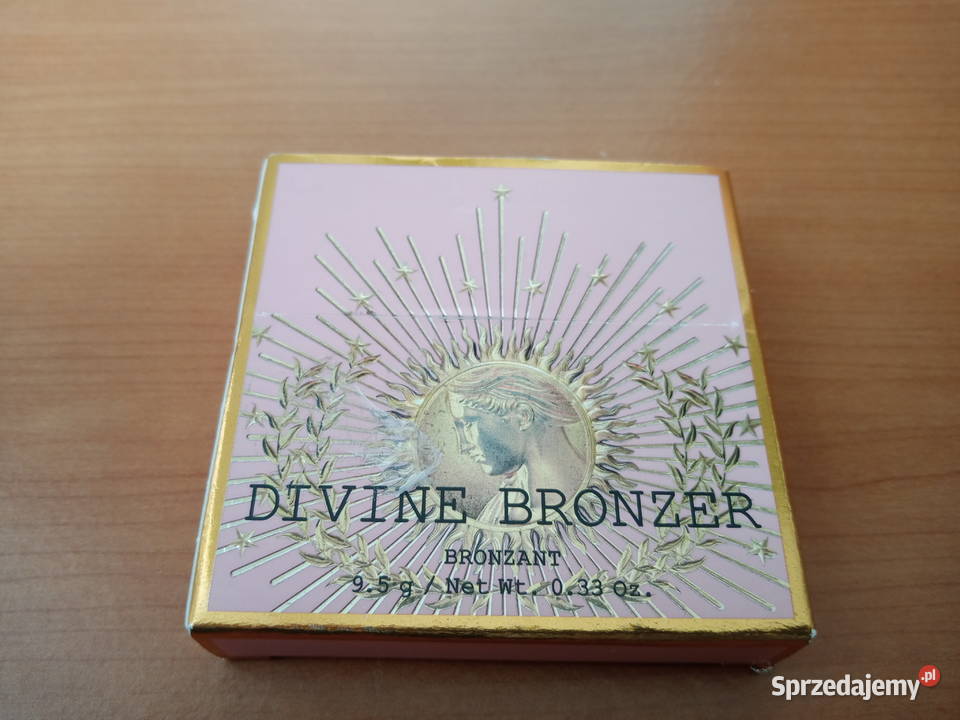 DIVINE BRONZER
BRONZANT
9.5 g / Net Wt. 0.33 Oz.
Sprzedajemy.pl